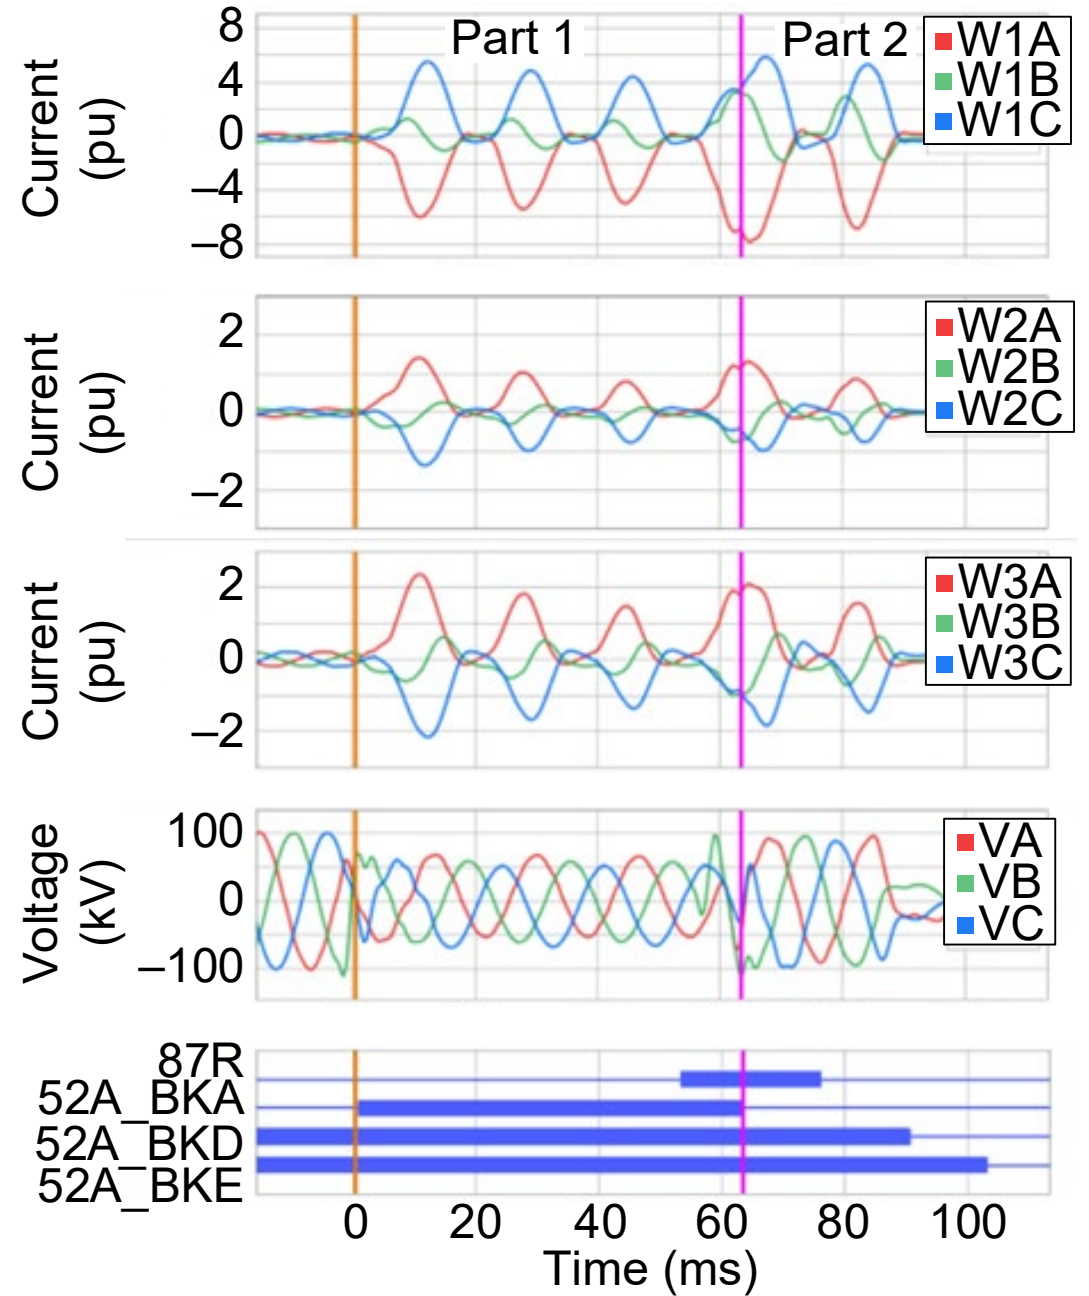 Part 1
Part 2
8
4
0
–4
–8
Current
(pu)
W1A
W1B
W1C
2
0
–2
Current
(pu)
W2A
W2B
W2C
2
0
–2
Current
(pu)
W3A
W3B
W3C
100
0
–100
Voltage
(kV)
VA
VB
VC
87R
52A_BKA
52A_BKD
52A_BKE
0 20 40 60 80 100
Time (ms)